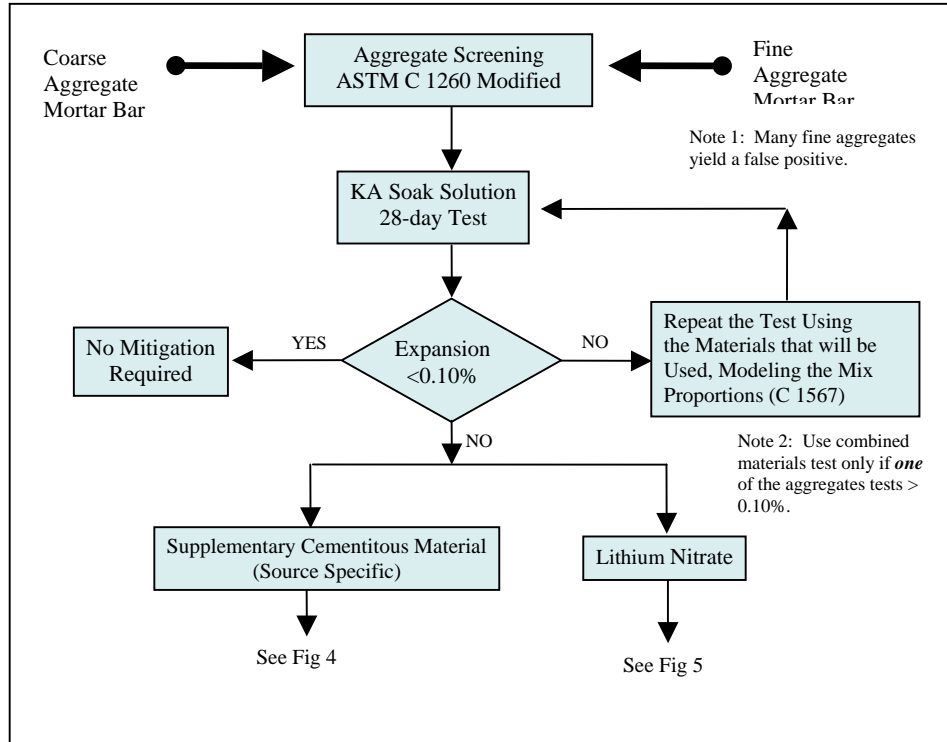 Coarse
Aggregate
Mortar Bar
Aggregate Screening
ASTM C 1260 Modified
Fine
Aggregate
Mortar Bar
Note 1: Many fine aggregates
yield a false positive.
KA Soak Solution
28-day Test
No Mitigation
Required
YES
Expansion
<0.10%
NO
Repeat the Test Using
the Materials that will be
Used, Modeling the Mix
Proportions (C 1567)
NO
Note 2: Use combined
materials test only if one
of the aggregates tests >
0.10%.
Supplementary Cementitous Material
(Source Specific)
Lithium Nitrate
See Fig 4
See Fig 5